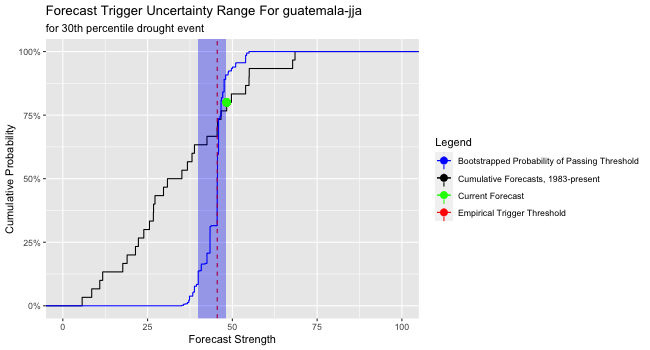 Forecast Trigger Uncertainty Range For guatemala-jja
for 30th percentile drought event
100%
75%
50%
25%
0%
Cumulative Probability
0 25 50 75 100
Forecast Strength
Legend
Bootstrapped Probability of Passing Threshold
Cumulative Forecasts, 1983-present
Current Forecast
Empirical Trigger Threshold